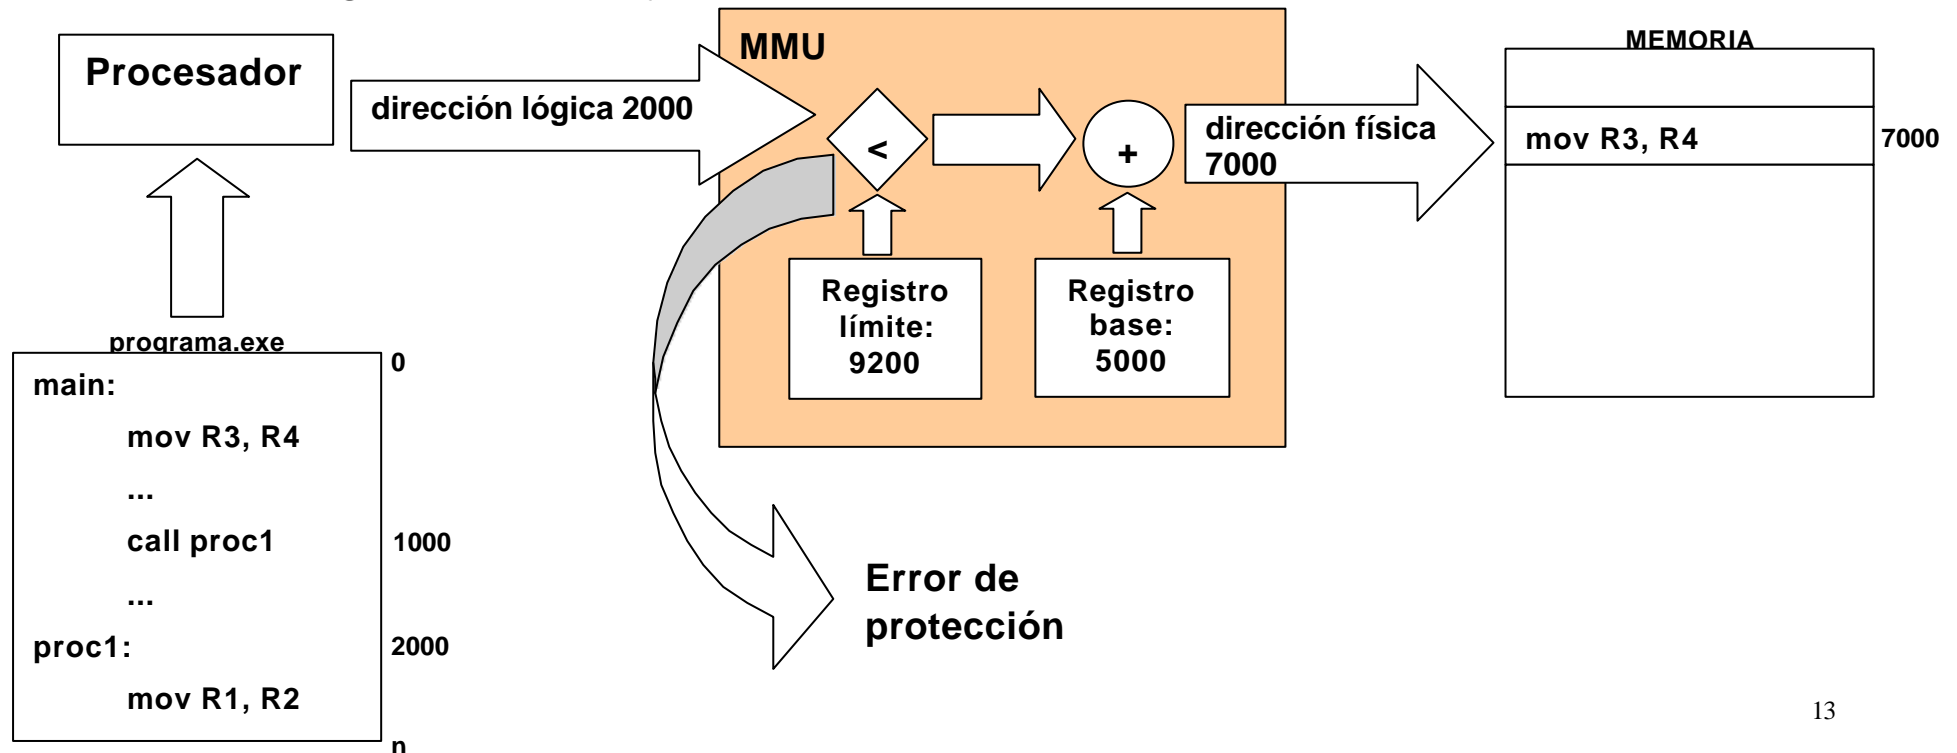 Procesador
dirección lógica 2000
MMU
<
+
dirección física
7000
MEMORIA
mov R3, R4
7000
Registro
límite:
9200
Registro
base:
5000
programa.exe
0
main:
mov R3, R4
...
call proc1
1000
...
proc1:
2000
mov R1, R2
n
Error de
protección
13